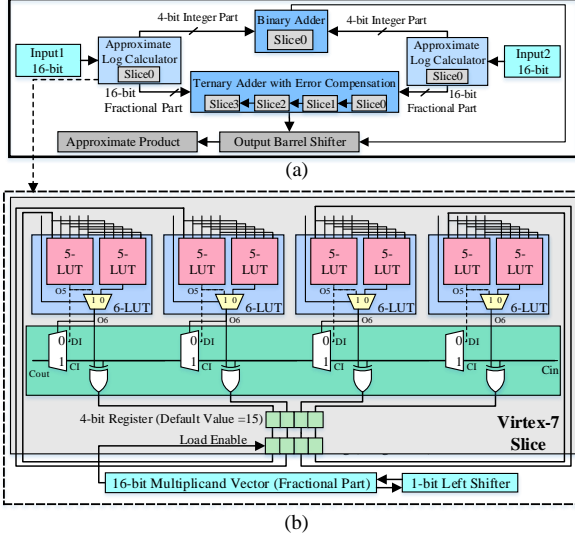 4-bit Integer Part
Binary Adder
Slice0
4-bit Integer Part
Input1
16-bit
Approximate
Log Calculator
Slice0
Approximate
Log Calculator
Slice0
Input2
16-bit
16-bit
Fractional Part
Ternary Adder with Error Compensation
Slice3
Slice2
Slice1
Slice0
16-bit
Fractional Part
Approximate Product
Output Barrel Shifter
(a)
5-
LUT
5-
LUT
5-
LUT
5-
LUT
5-
LUT
5-
LUT
5-
LUT
5-
LUT
O5
1 0
6-LUT
O5
1 0
6-LUT
O5
1 0
6-LUT
O5
1 0
6-LUT
O6
O6
O6
O6
0
1
DI
CI
0
1
DI
CI
0
1
DI
CI
0
1
DI
CI
Cout
Cin
4-bit Register (Default Value =15)
Load Enable
Virtex-7
Slice
16-bit Multiplicand Vector (Fractional Part)
1-bit Left Shifter
(b)